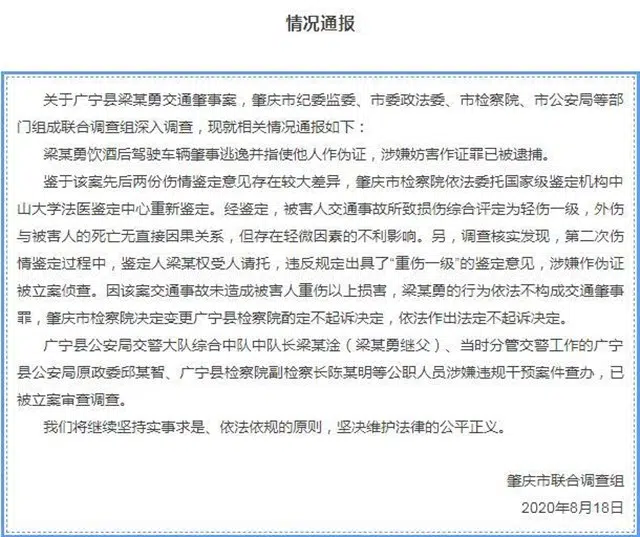 情况通报
关于广宁县梁某勇交通肇事案，肇庆市纪委监委、市委政法委、市检察院、市公安局等部
门组成联合调查组深入调查，现就相关情况通报如下：
梁某勇饮酒后驾驶车辆肇事逃逸并指使他人作伪证，涉嫌妨害作证罪已被逮捕。
鉴于该案先后两份伤情鉴定意见存在较大差异，肇庆市检察院依法委托国家级鉴定机构中
山大学法医鉴定中心重新鉴定。经鉴定，被害人交通事故所致损伤综合评定为轻伤一级，外伤
与被害人的死亡无直接因果关系，但存在轻微因素的不利影响。另，调查核实发现，第二次伤
情鉴定过程中，鉴定人梁某权受人请托，违反规定出具了“重伤一级”的鉴定意见，涉嫌作伪证
被立案侦查。因该案交通事故未造成被害人重伤以上损害，梁某勇的行为依法不构成交通肇事
罪，肇庆市检察院决定变更广宁县检察院酌定不起诉决定，依法作出法定不起诉决定。
广宁县公安局交警大队综合中队中队长梁某淦（梁某勇继父）、当时分管交警工作的广宁
县公安局原政委邱某智、广宁县检察院副检察长陈某明等公职人员涉嫌违规干预案件查办，已
被立案审查调查。
我们将继续坚持实事求是、依法依规的原则，坚决维护法律的公平正义。
肇庆市联合调查组
2020年8月18日